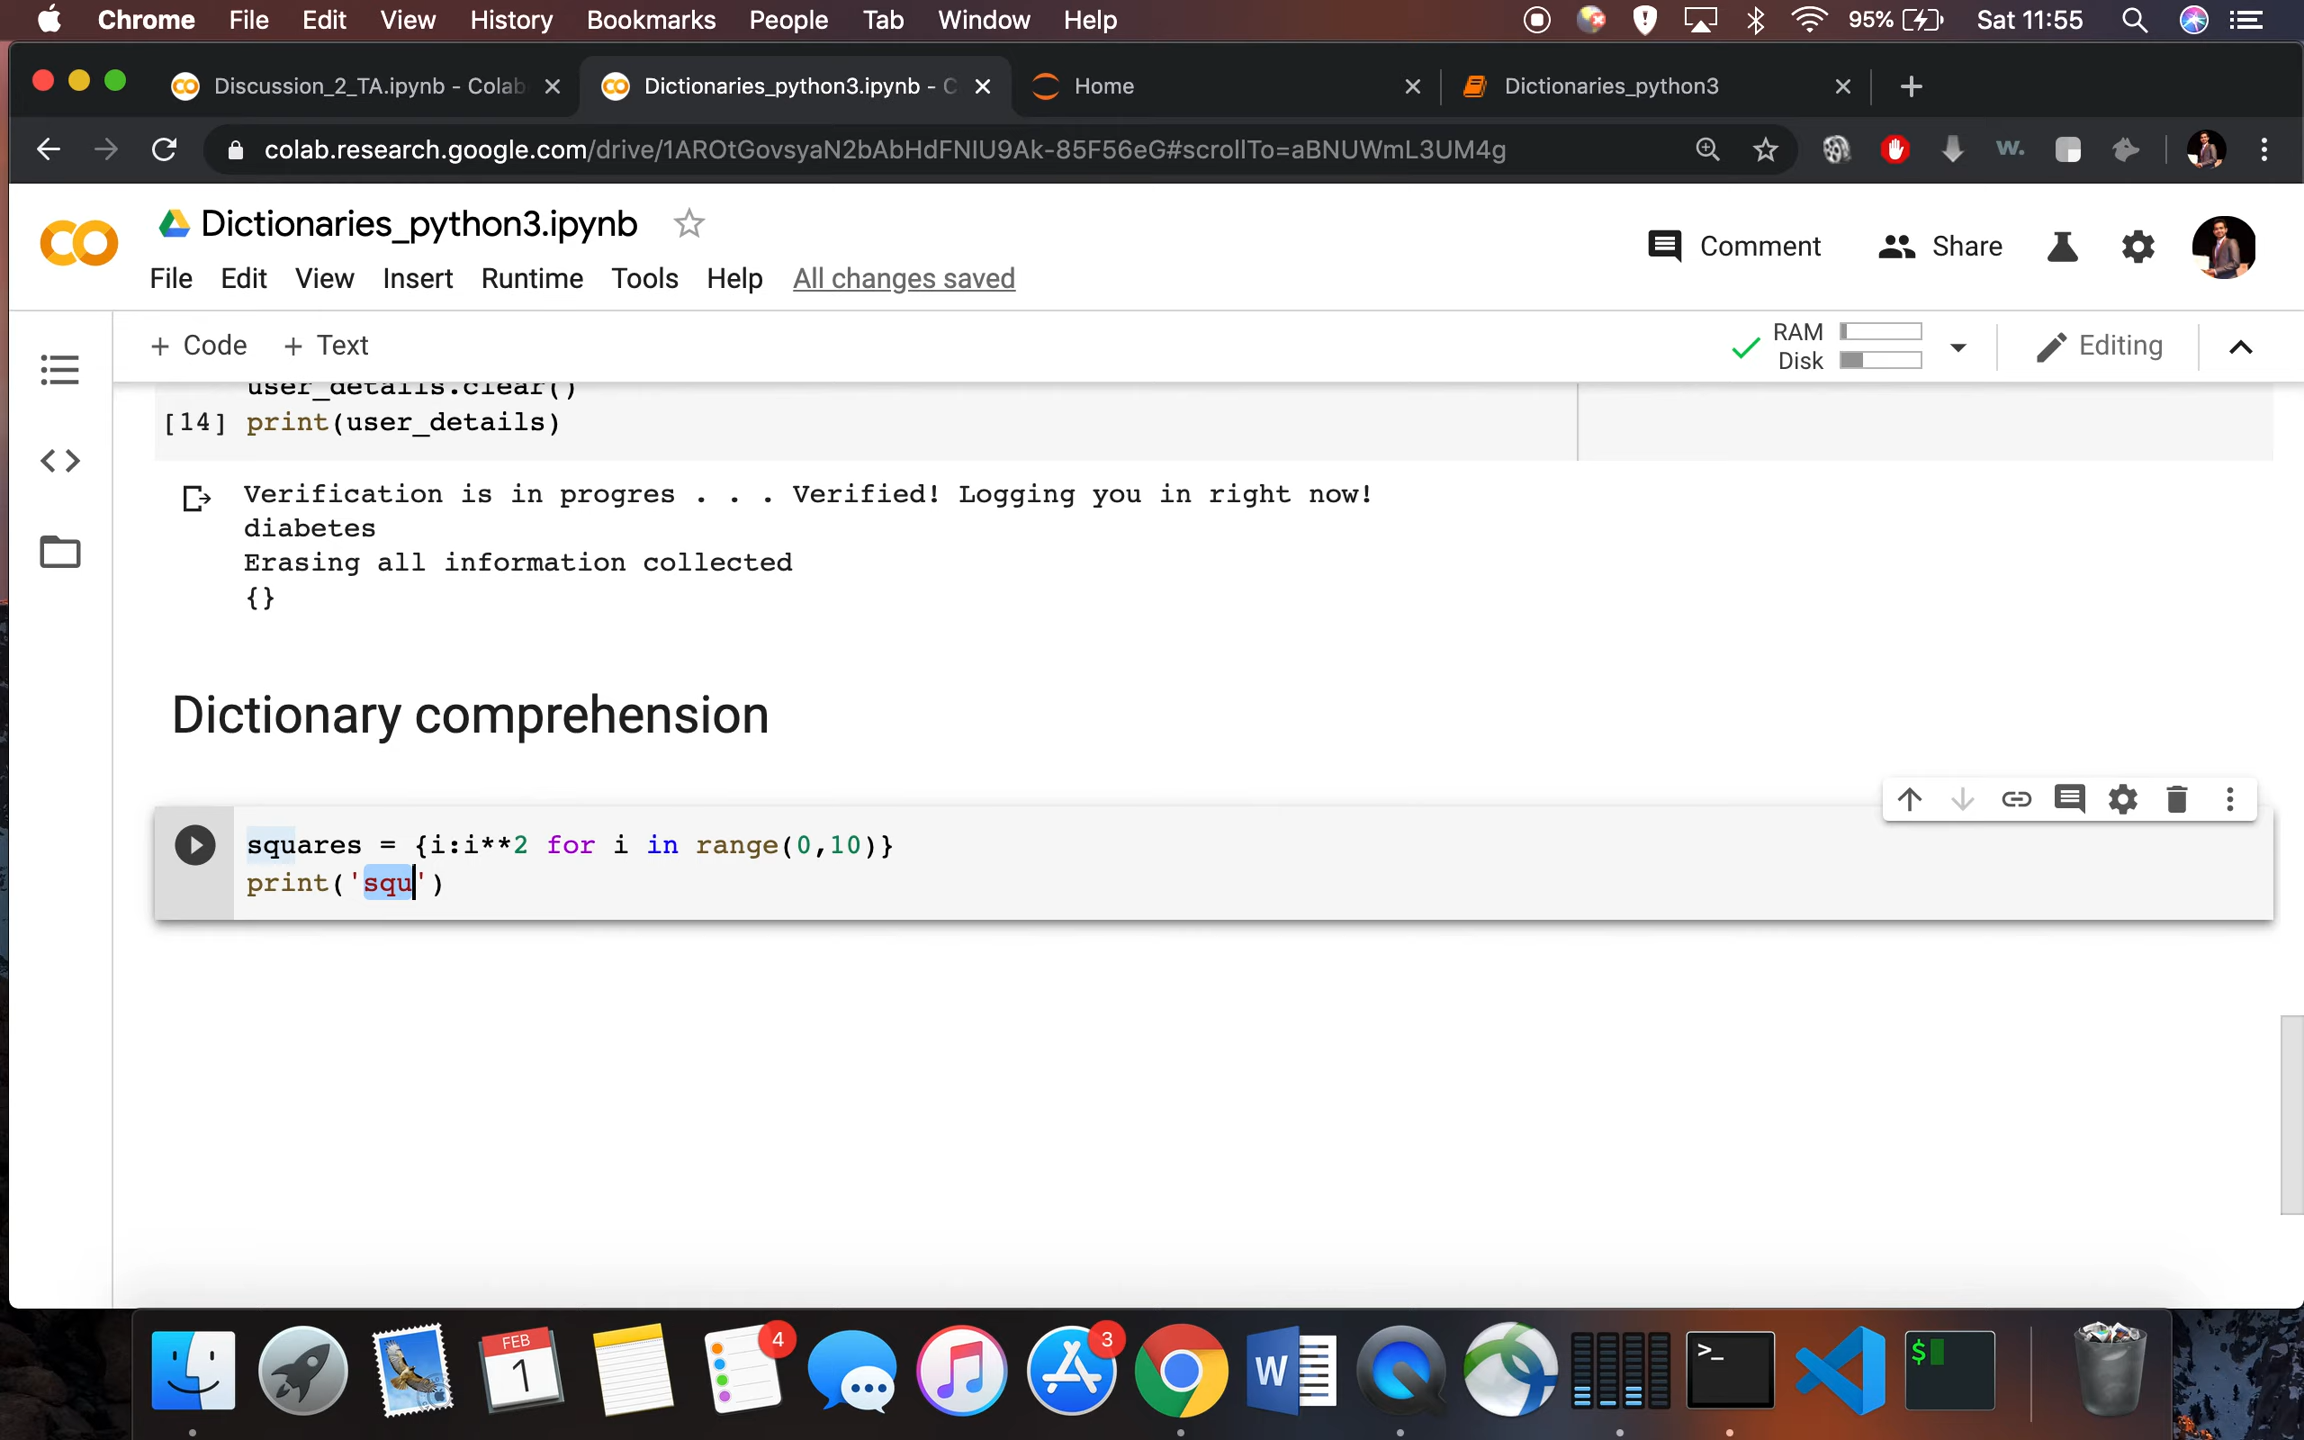 Chrome File Edit View History Bookmarks People Tab Window Help 95% Sat 11:55
Discussion_2_TA.ipynb - Colab Dictionaries_python3.ipynb - C Home Dictionaries_python3
colab.research.google.com/drive/1AROtGovsyaN2bAbHdFNIU9Ak-85F56eG#scrollTo=aBNUWmL3UM4g w.
Dictionaries_python3.ipynb
Comment Share
File Edit View Insert Runtime Tools Help All changes saved
+ Code + Text RAM Disk Editing
user_details.clear()
[14] print(user_details)
Verification is in progres . . . Verified! Logging you in right now!
diabetes
Erasing all information collected
{}
Dictionary comprehension
squares = {i:i**2 for i in range(0,10)}
print('squ')
FEB
1
4
3
W
>_
$